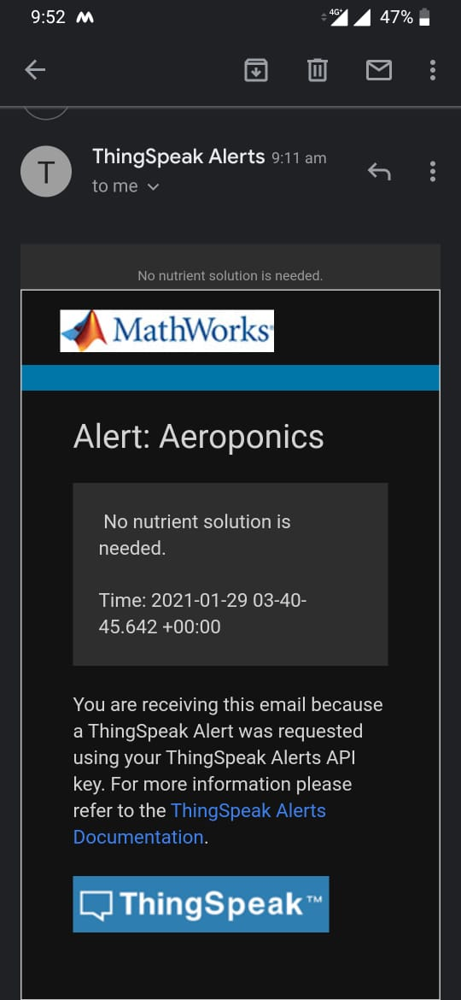 9:52
4G+ 47%
ThingSpeak Alerts 9:11 am
T
to me
No nutrient solution is needed.
MathWorks®
Alert: Aeroponics
No nutrient solution is
needed.
Time: 2021-01-29 03-40-
45.642 +00:00
You are receiving this email because
a ThingSpeak Alert was requested
using your ThingSpeak Alerts API
key. For more information please
refer to the ThingSpeak Alerts
Documentation.
ThingSpeak™